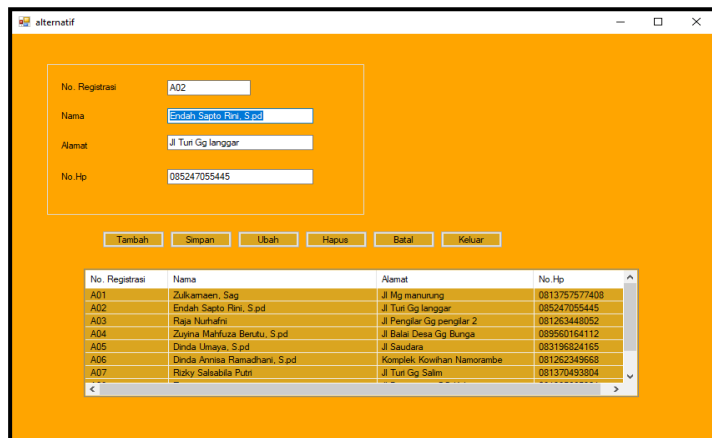 alternatif
No. Registrasi A02
Nama Endah Sapto Rini, S.pd
Alamat Jl Turi Gg langgar
No.Hp 085247055445
Tambah Simpan Ubah Hapus Batal Keluar
No. Registrasi Nama Alamat No.Hp
A01 Zulkarnaen, Sag Jl Mg manurung 0813757577408
A02 Endah Sapto Rini, S.pd Jl Turi Gg langgar 085247055445
A03 Raja Nurhafni Jl Pengilar Gg pengilar 2 081263448052
A04 Zuyina Mahfuza Berutu, S.pd Jl Balai Desa Gg Bunga 089560164112
A05 Dinda Umaya, S.pd Jl Saudara 083196824165
A06 Dinda Annisa Ramadhani, S.pd Komplek Kowihan Namorambe 081262349668
A07 Rizky Salsabila Putri Jl Turi Gg Salim 081370493804